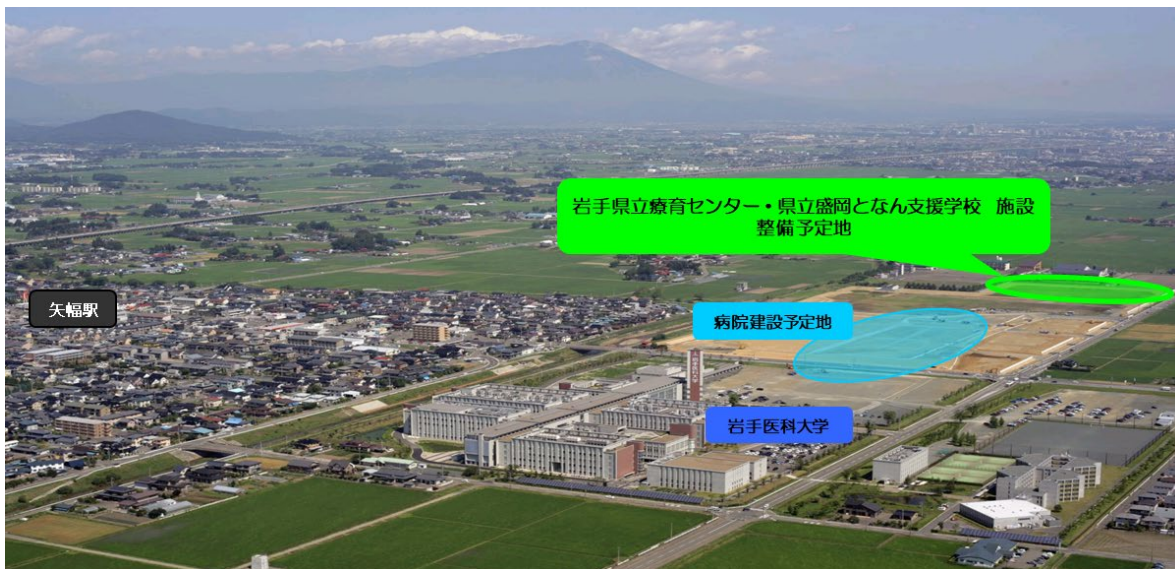 岩手県立療育センター・県立盛岡となん支援学校 施設
整備予定地
矢幅駅
病院建設予定地
岩手医科大学